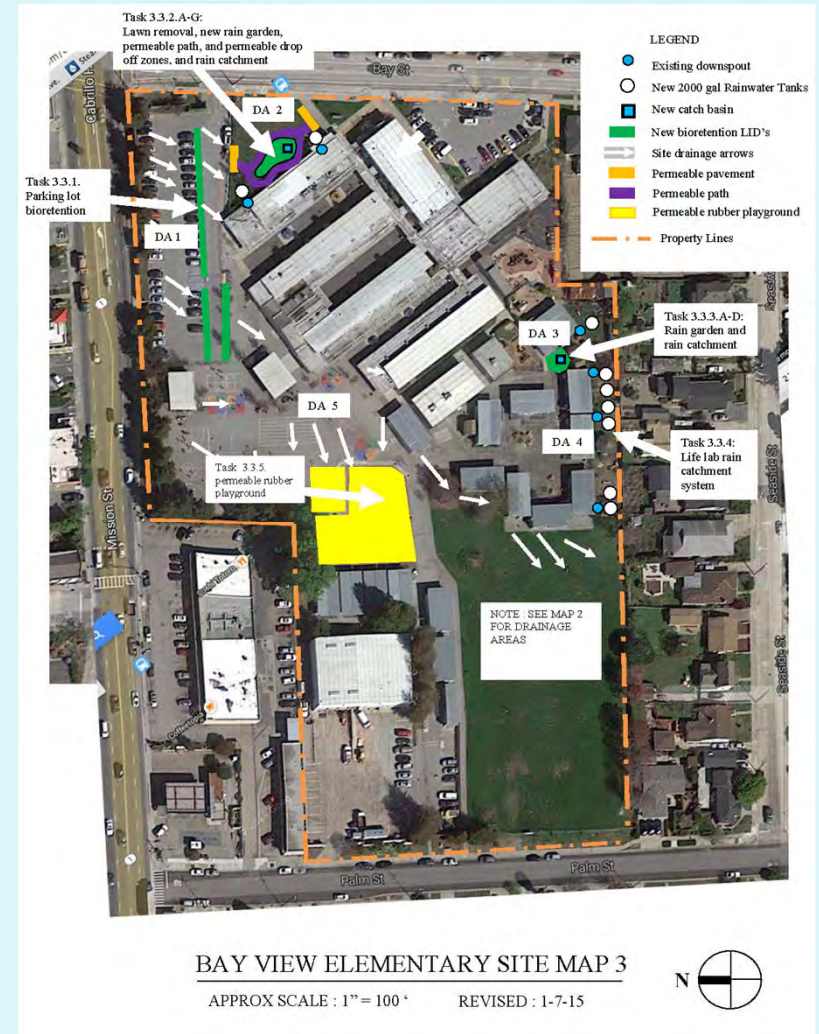 Task 3.3.2.A-G:
Lawn removal, new rain garden,
permeable path, and permeable drop
off zones, and rain catchment
LEGEND
Existing downspout
New 2000 gal Rainwater Tanks
New catch basin
New bioretention LID's
Site drainage arrows
Permeable pavement
Permeable path
Permeable rubber playground
Property Lines
Bay St
DA 2
Task 3.3.1.
Parking lot
bioretention
DA 1
Task 3.3.3.A-D:
Rain garden and
rain catchment
DA 3
DA 5
DA 4
Task 3.3.4:
Life lab rain
catchment
system
Task 3.3.5.
permeable rubber
playground
Mission St
Seaside St
NOTE : SEE MAP 2
FOR DRAINAGE
AREAS
Seaside St
Coffeetopia
Palm St
Palm St
BAY VIEW ELEMENTARY SITE MAP 3
APPROX SCALE : 1” = 100 ‘
REVISED : 1-7-15
N